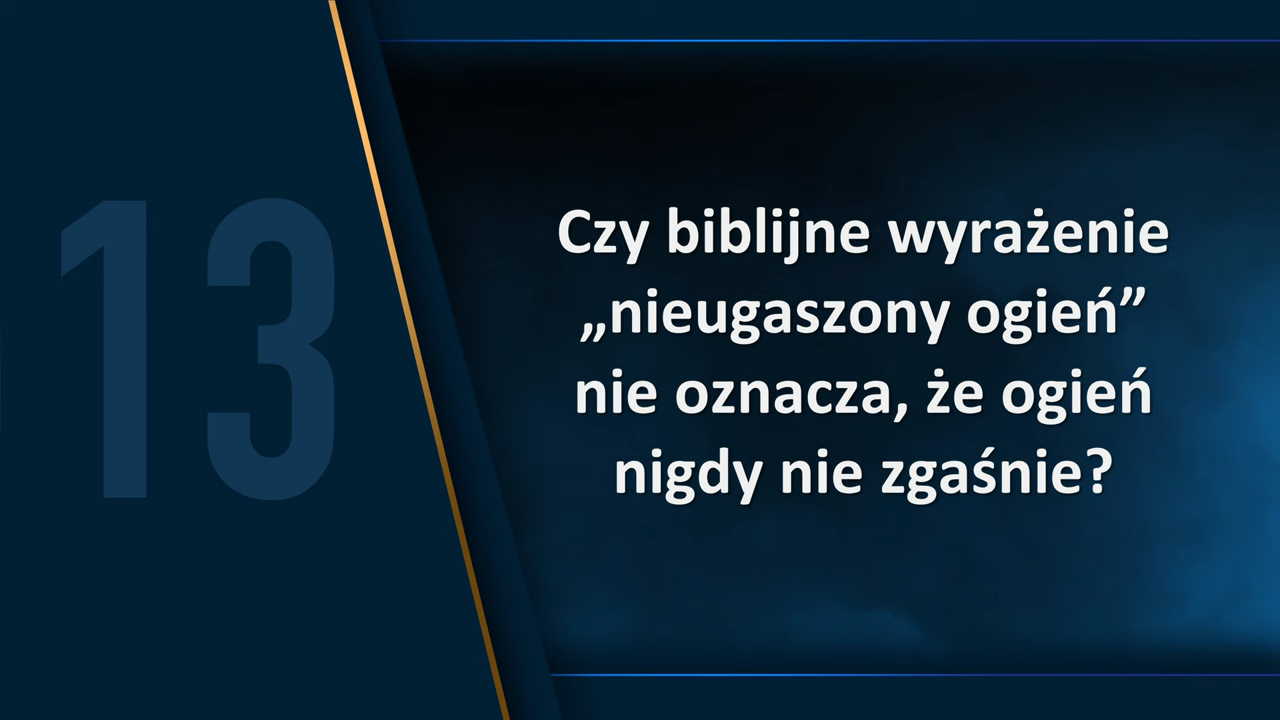 13
Czy biblijne wyrażenie
„nieugaszony ogień”
nie oznacza, że ogień
nigdy nie zgaśnie?